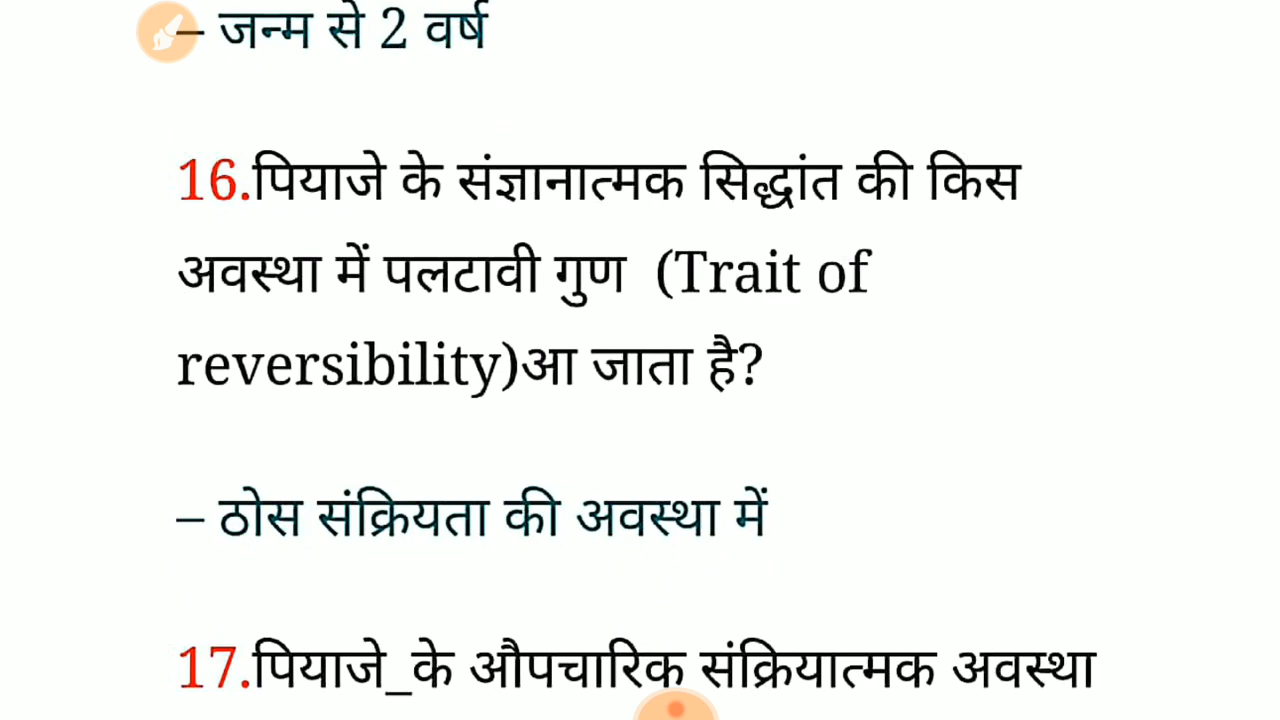 – जन्म से 2 वर्ष
16.पियाजे के संज्ञानात्मक सिद्धांत की किस
अवस्था में पलटावी गुण (Trait of
reversibility)आ जाता है?
– ठोस संक्रियता की अवस्था में
17.पियाजे_के औपचारिक संक्रियात्मक अवस्था